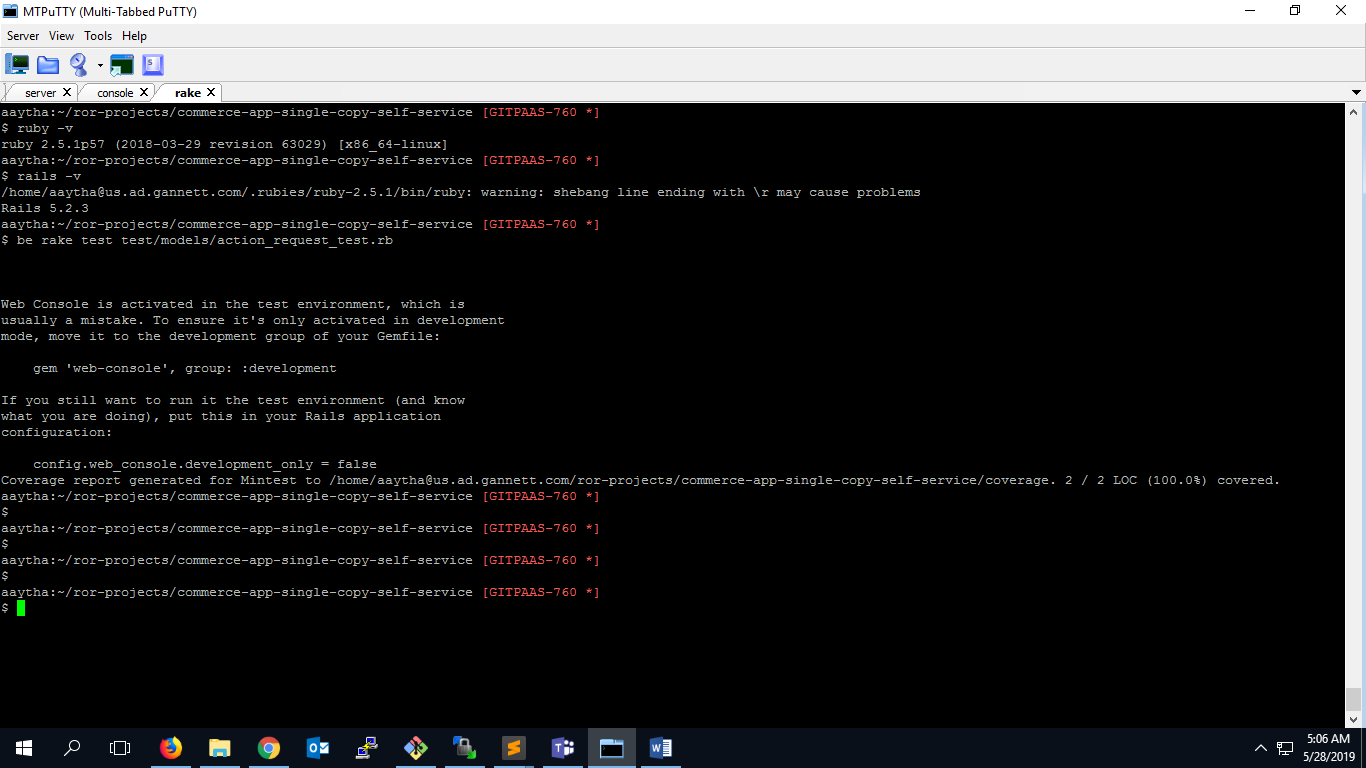 MTPuTTY (Multi-Tabbed PuTTY)
Server View Tools Help
server console rake
aaytha:~/ror-projects/commerce-app-single-copy-self-service [GITPAAS-760 *]
$ ruby -v
ruby 2.5.1p57 (2018-03-29 revision 63029) [x86_64-linux]
aaytha:~/ror-projects/commerce-app-single-copy-self-service [GITPAAS-760 *]
$ rails -v
/home/aaytha@us.ad.gannett.com/.rubies/ruby-2.5.1/bin/ruby: warning: shebang line ending with \r may cause problems
Rails 5.2.3
aaytha:~/ror-projects/commerce-app-single-copy-self-service [GITPAAS-760 *]
$ be rake test test/models/action_request_test.rb
Web Console is activated in the test environment, which is
usually a mistake. To ensure it's only activated in development
mode, move it to the development group of your Gemfile:
gem 'web-console', group: :development
If you still want to run it the test environment (and know
what you are doing), put this in your Rails application
configuration:
config.web_console.development_only = false
Coverage report generated for Mintest to /home/aaytha@us.ad.gannett.com/ror-projects/commerce-app-single-copy-self-service/coverage. 2 / 2 LOC (100.0%) covered.
aaytha:~/ror-projects/commerce-app-single-copy-self-service [GITPAAS-760 *]
$
aaytha:~/ror-projects/commerce-app-single-copy-self-service [GITPAAS-760 *]
$
aaytha:~/ror-projects/commerce-app-single-copy-self-service [GITPAAS-760 *]
$
aaytha:~/ror-projects/commerce-app-single-copy-self-service [GITPAAS-760 *]
$
5:06 AM
5/28/2019